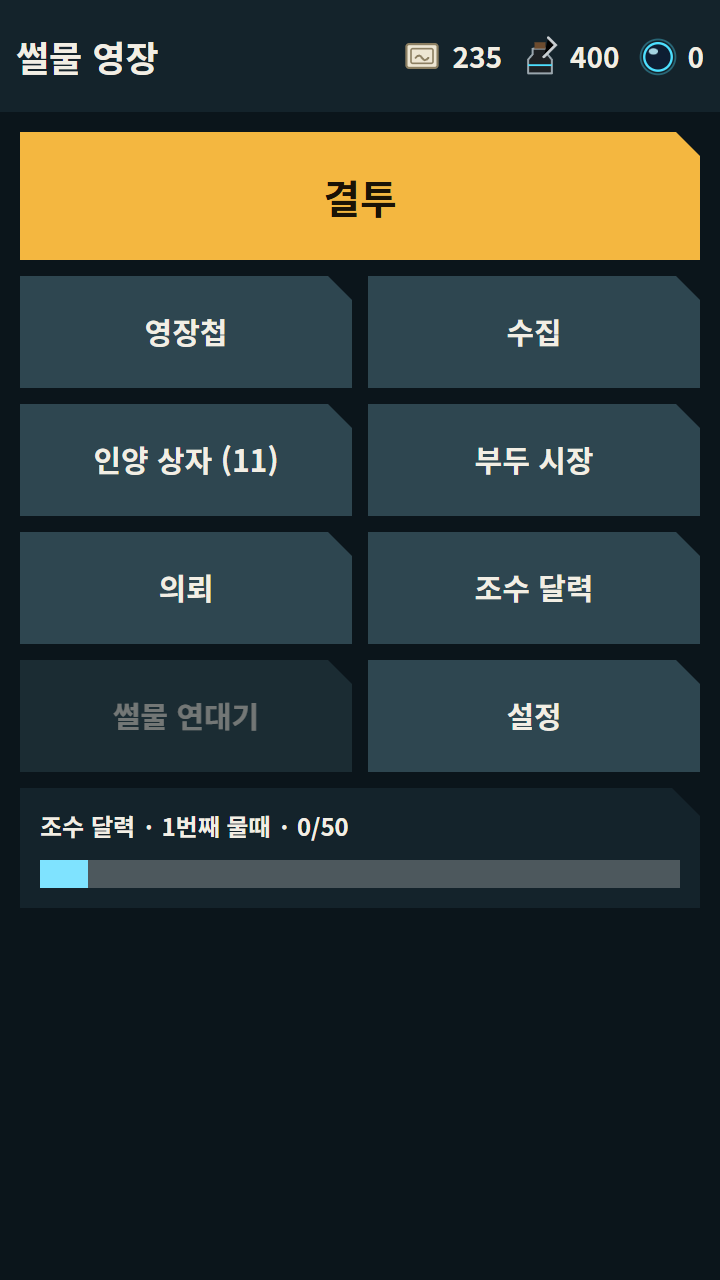 썰물 영장 235 400 0
결투
영장첩 수집
인양 상자 (11) 부두 시장
의뢰 조수 달력
썰물 연대기 설정
조수 달력 · 1번째 물때 · 0/50